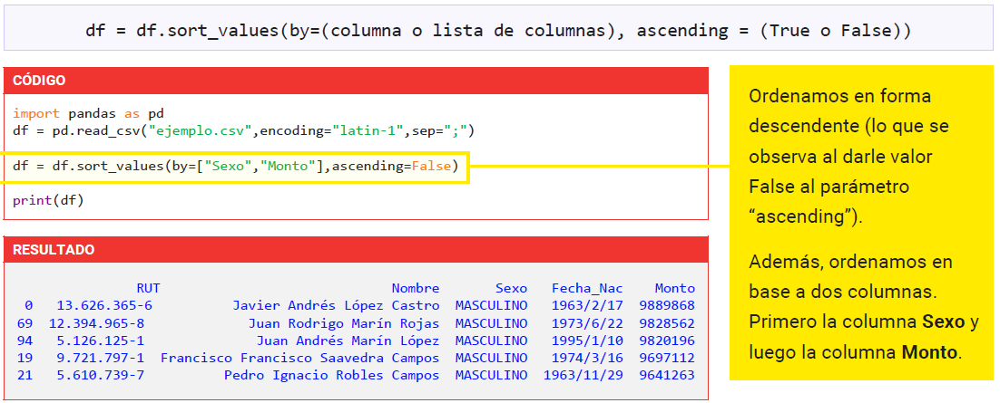 df = df.sort_values(by=(columna o lista de columnas), ascending = (True o False))
CÓDIGO
import pandas as pd
df = pd.read_csv("ejemplo.csv",encoding="latin-1",sep=";")
df = df.sort_values(by=["Sexo","Monto"],ascending=False)
print(df)
Ordenamos en forma
descendente (lo que se
observa al darle valor
False al parámetro
“ascending”).
Además, ordenamos en
base a dos columnas.
Primero la columna Sexo y
luego la columna Monto.
RESULTADO
RUT Nombre Sexo Fecha_Nac Monto
0 13.626.365-6 Javier Andrés López Castro MASCULINO 1963/2/17 9889868
69 12.394.965-8 Juan Rodrigo Marín Rojas MASCULINO 1973/6/22 9828562
94 5.126.125-1 Juan Andrés Marín López MASCULINO 1995/1/10 9820196
19 9.721.797-1 Francisco Francisco Saavedra Campos MASCULINO 1974/3/16 9697112
21 5.610.739-7 Pedro Ignacio Robles Campos MASCULINO 1963/11/29 9641263